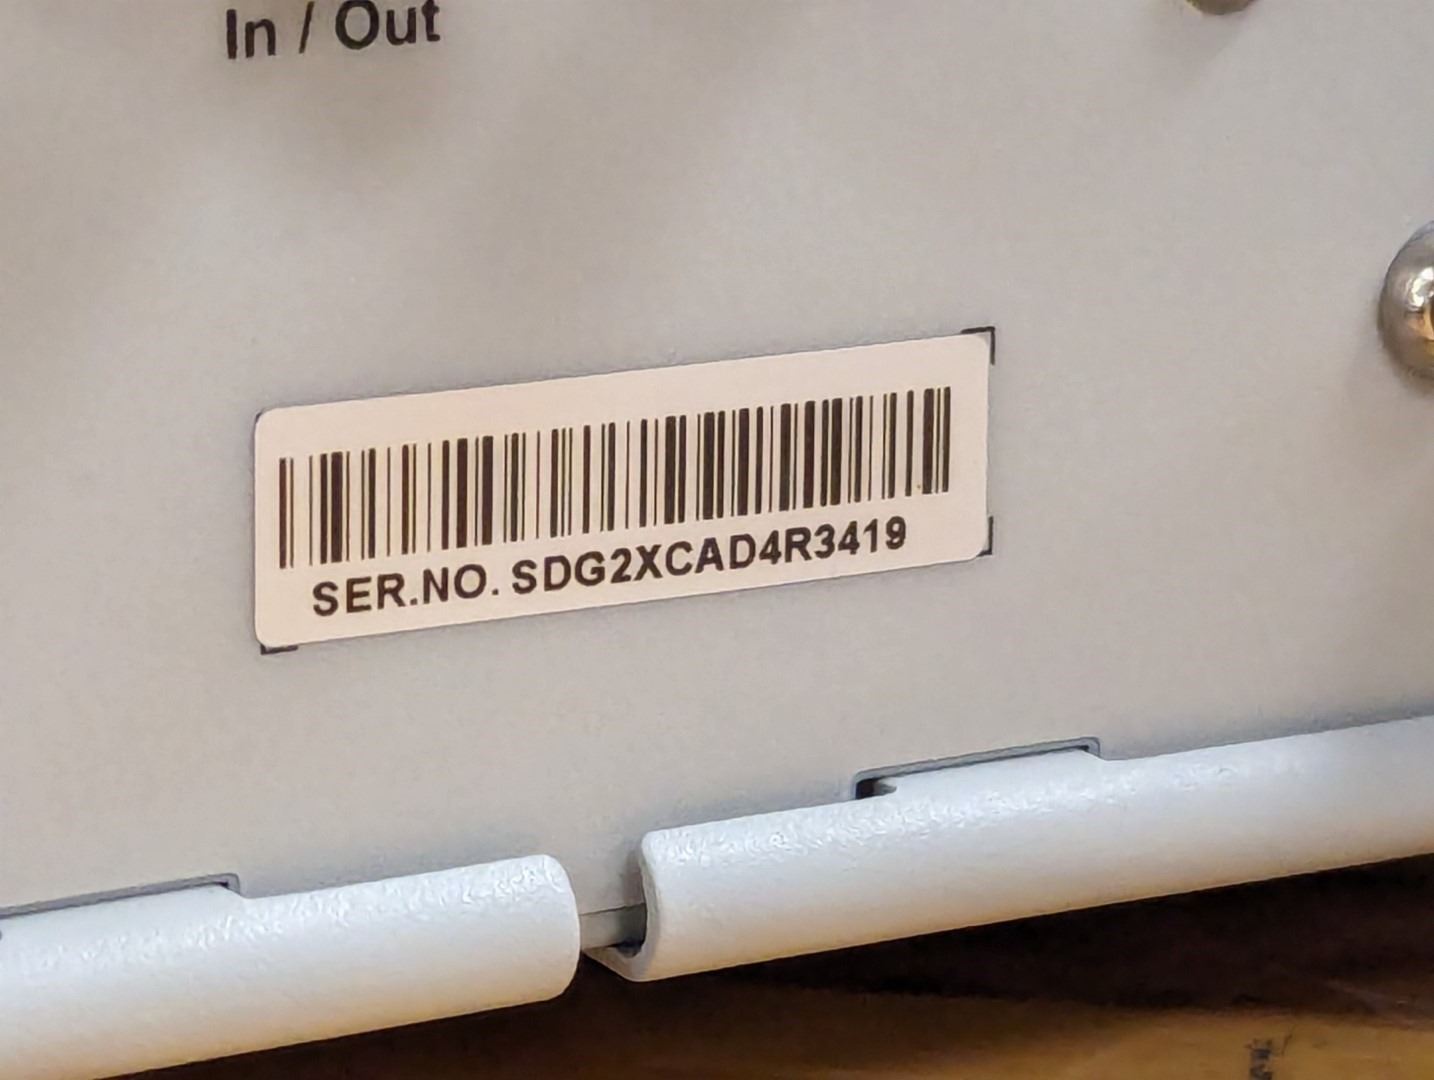 In / Out
SER.NO. SDG2XCAD4R3419